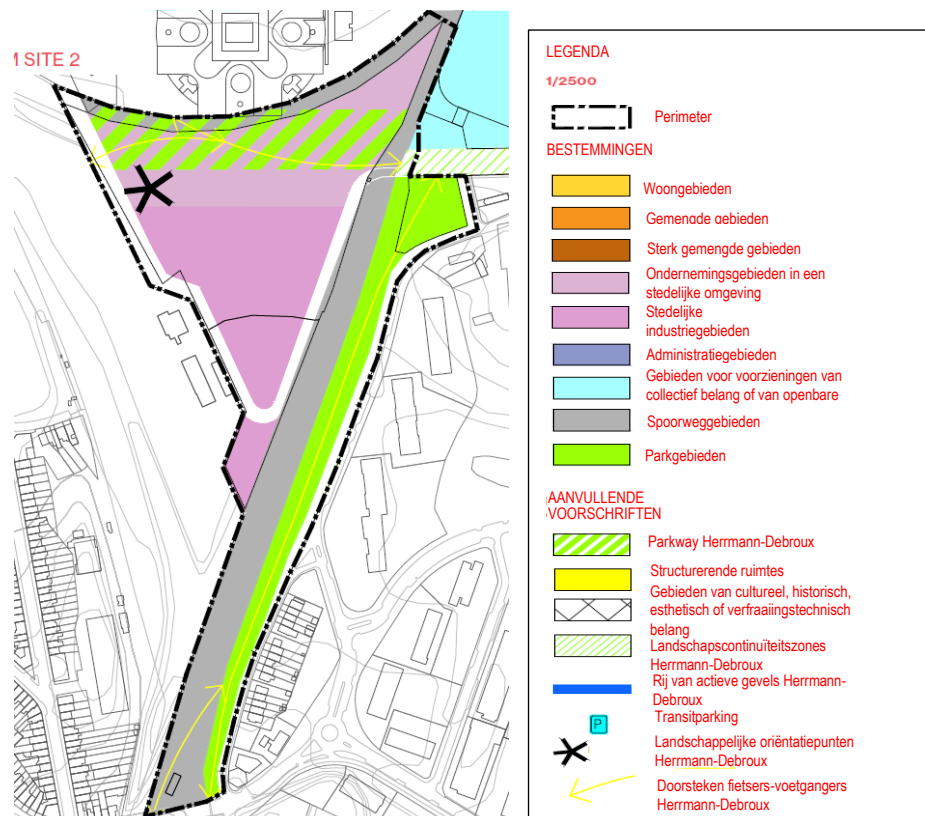 M SITE 2
LEGENDA
1/2500
Perimeter
BESTEMMINGEN
Woongebieden
Gemengde gebieden
Sterk gemengde gebieden
Ondernemingsgebieden in een
stedelijke omgeving
Stedelijke
industriegebieden
Administratiegebieden
Gebieden voor voorzieningen van
collectief belang of van openbare
Spoorweggebieden
Parkgebieden
AANVULLENDE
VOORSCHRIFTEN
Parkway Herrmann-Debroux
Structurerende ruimtes
Gebieden van cultureel, historisch,
esthetisch of verfraaiingstechnisch
belang
Landschapscontinuïteitszones
Herrmann-Debroux
Rij van actieve gevels Herrmann-
Debroux
P
Transitparking
Landschappelijke oriëntatiepunten
Herrmann-Debroux
Doorsteken fietsers-voetgangers
Herrmann-Debroux